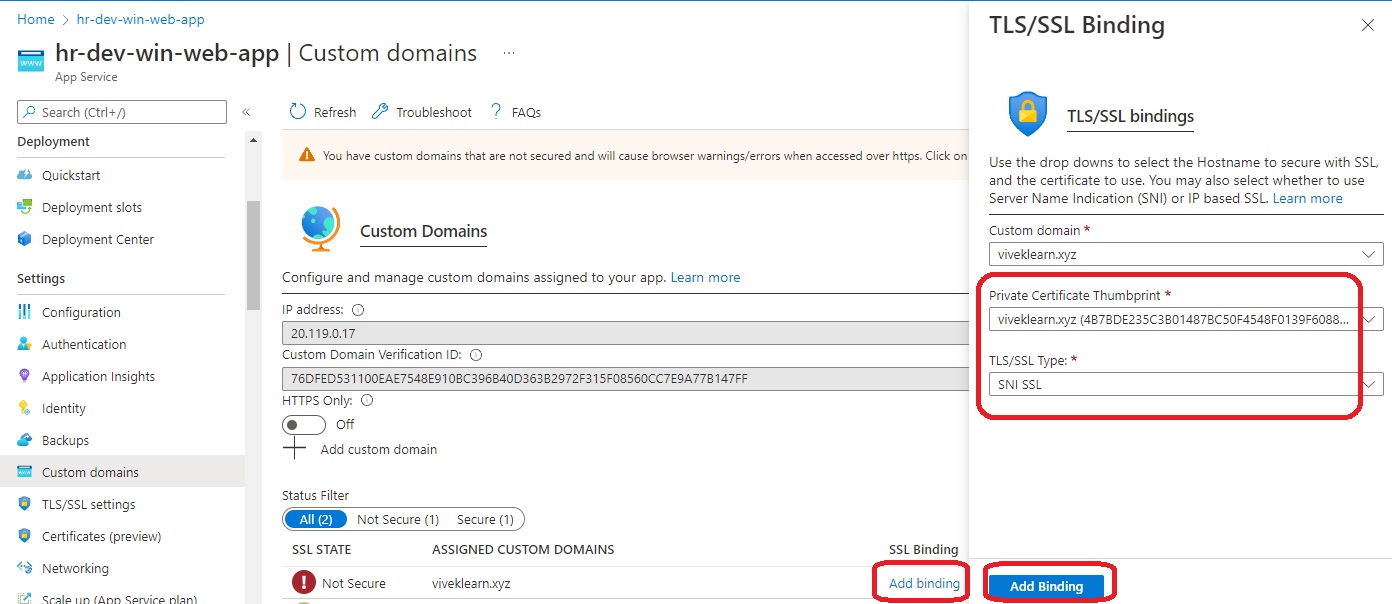 Home > hr-dev-win-web-app
hr-dev-win-web-app | Custom domains ...
App Service
Search (Ctrl+/)
«
Deployment
Quickstart
Deployment slots
Deployment Center
Settings
Configuration
Authentication
Application Insights
Identity
Backups
Custom domains
TLS/SSL settings
Certificates (preview)
Networking
Scale up (App Service plan)
Refresh Troubleshoot ? FAQs
You have custom domains that are not secured and will cause browser warnings/errors when accessed over https. Click on
www
Custom Domains
Configure and manage custom domains assigned to your app. Learn more
IP address:
20.119.0.17
Custom Domain Verification ID:
76DFED531100EAE7548E910BC396B40D363B2972F315F08560CC7E9A77B147FF
HTTPS Only:
Off
Add custom domain
Status Filter
All (2) Not Secure (1) Secure (1)
SSL STATE ASSIGNED CUSTOM DOMAINS SSL Binding
Not Secure viveklearn.xyz Add binding
TLS/SSL Binding
TLS/SSL bindings
Use the drop downs to select the Hostname to secure with SSL,
and the certificate to use. You may also select whether to use
Server Name Indication (SNI) or IP based SSL. Learn more
Custom domain *
viveklearn.xyz
Private Certificate Thumbprint *
viveklearn.xyz (4B7BDE235C3B01487BC50F4548F0139F6088...
TLS/SSL Type: *
SNI SSL
Add Binding